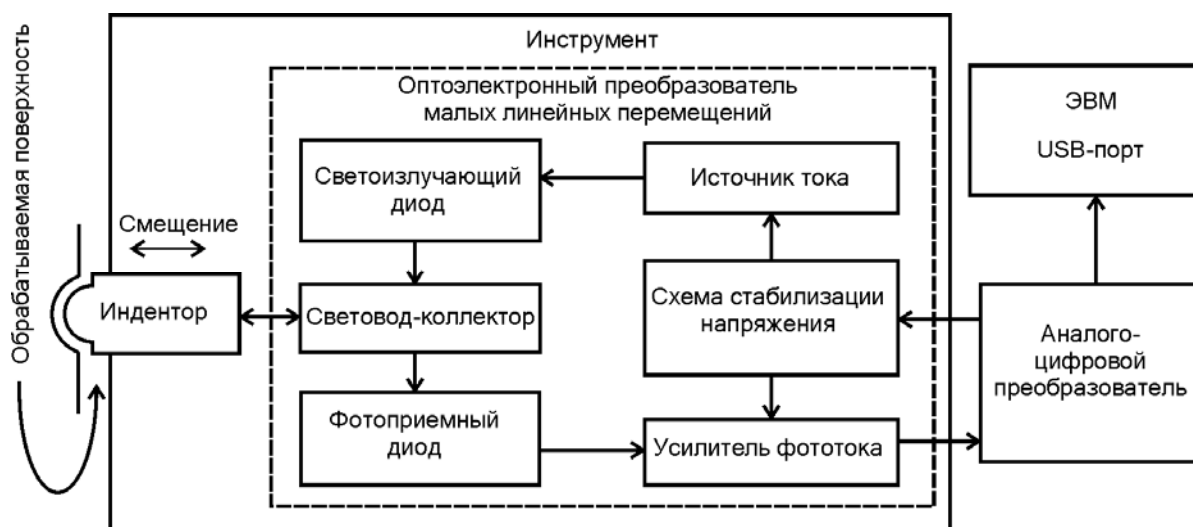 Обрабатываемая поверхность
Инструмент
Оптоэлектронный преобразователь
малых линейных перемещений
ЭВМ
USB-порт
Светоизлучающий
диод
Источник тока
Смещение
Индентор
Световод-коллектор
Схема стабилизации
напряжения
Аналого-
цифровой
преобразователь
Фотоприемный
диод
Усилитель фототока